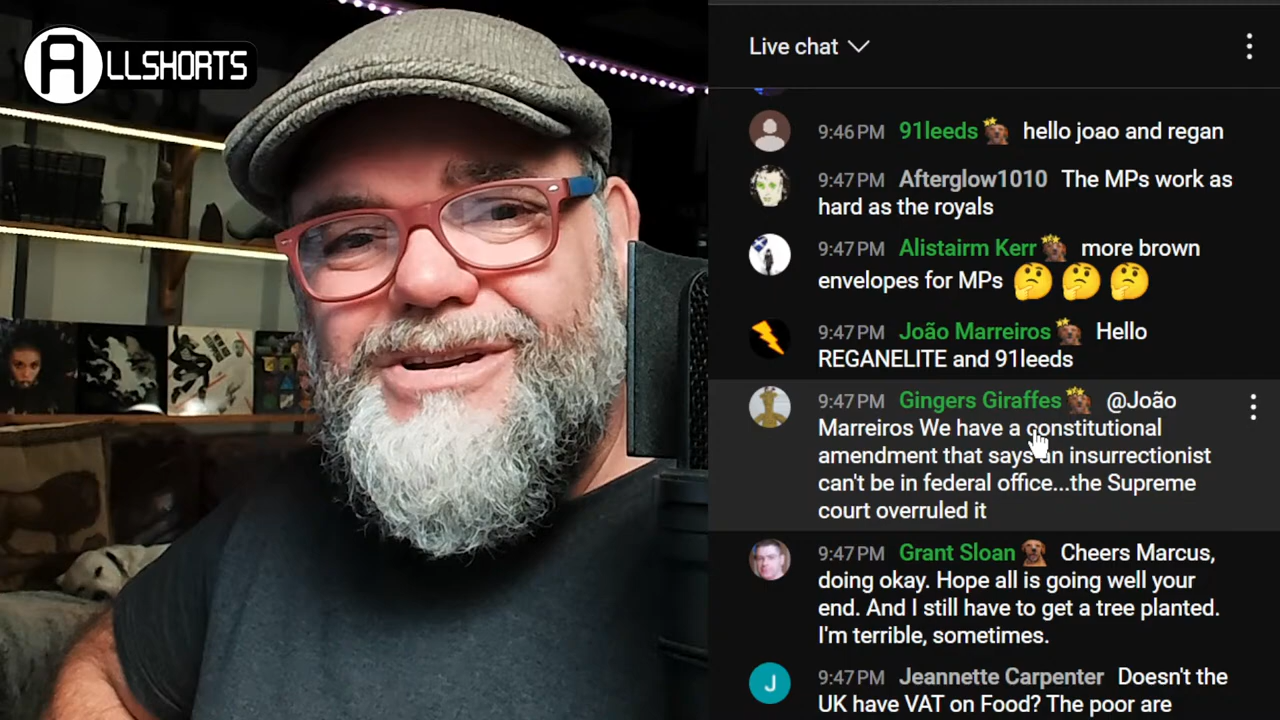 ALLSHORTS
Live chat
9:46 PM 91leeds hello joao and regan
9:47 PM Afterglow1010 The MPs work as
hard as the royals
9:47 PM Alistairm Kerr more brown
envelopes for MPs 🤔 🤔 🤔
9:47 PM João Marreiros Hello
REGANELITE and 91leeds
9:47 PM Gingers Giraffes @João
Marreiros We have a constitutional
amendment that says an insurrectionist
can't be in federal office...the Supreme
court overruled it
9:47 PM Grant Sloan Cheers Marcus,
doing okay. Hope all is going well your
end. And I still have to get a tree planted.
I'm terrible, sometimes.
J
9:47 PM Jeannette Carpenter Doesn't the
UK have VAT on Food? The poor are